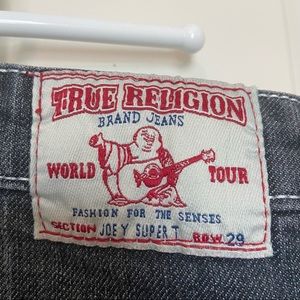 TRUE RELIGION
BRAND JEANS
WORLD TOUR
FASHION FOR THE SENSES
SECTION JOEY SUPER T ROW 29